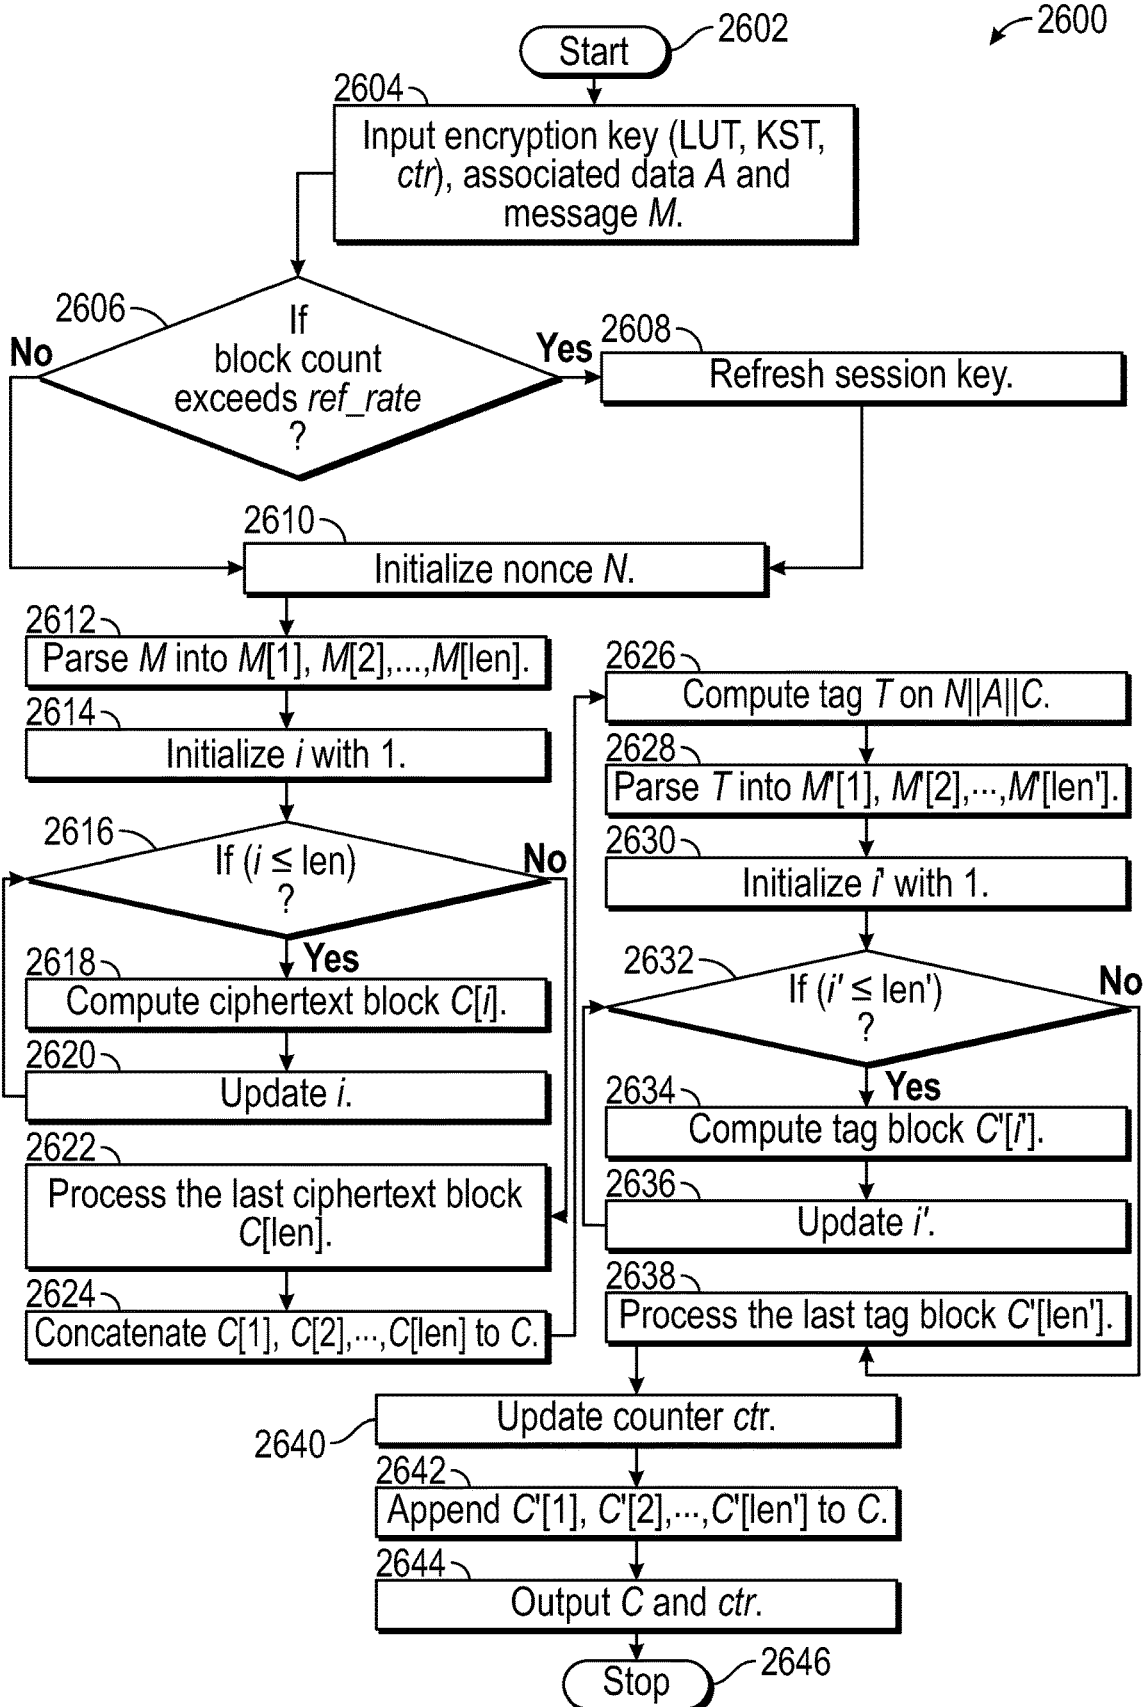 2600
Start
2602
2604
Input encryption key (LUT, KST,
ctr), associated data A and
message M.
2606
If
block count
exceeds ref_rate
?
No
Yes
2608
Refresh session key.
2610
Initialize nonce N.
2612
Parse M into M[1], M[2],...,M[len].
2614
Initialize i with 1.
2616
If (i ≤ len)
?
No
Yes
2618
Compute ciphertext block C[i].
2620
Update i.
2622
Process the last ciphertext block
C[len].
2624
Concatenate C[1], C[2],···,C[len] to C.
2626
Compute tag T on N||A||C.
2628
Parse T into M'[1], M'[2],···,M'[len'].
2630
Initialize i' with 1.
2632
If (i' ≤ len')
?
No
Yes
2634
Compute tag block C'[i'].
2636
Update i'.
2638
Process the last tag block C'[len'].
2640
Update counter ctr.
2642
Append C'[1], C'[2],···,C'[len'] to C.
2644
Output C and ctr.
Stop
2646